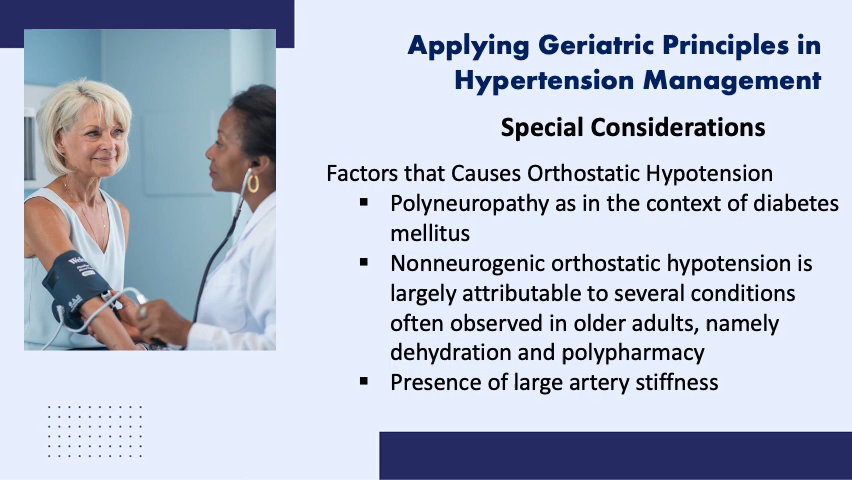 Applying Geriatric Principles in
Hypertension Management
Special Considerations
Factors that Causes Orthostatic Hypotension
▪ Polyneuropathy as in the context of diabetes
mellitus
▪ Nonneurogenic orthostatic hypotension is
largely attributable to several conditions
often observed in older adults, namely
dehydration and polypharmacy
▪ Presence of large artery stiffness